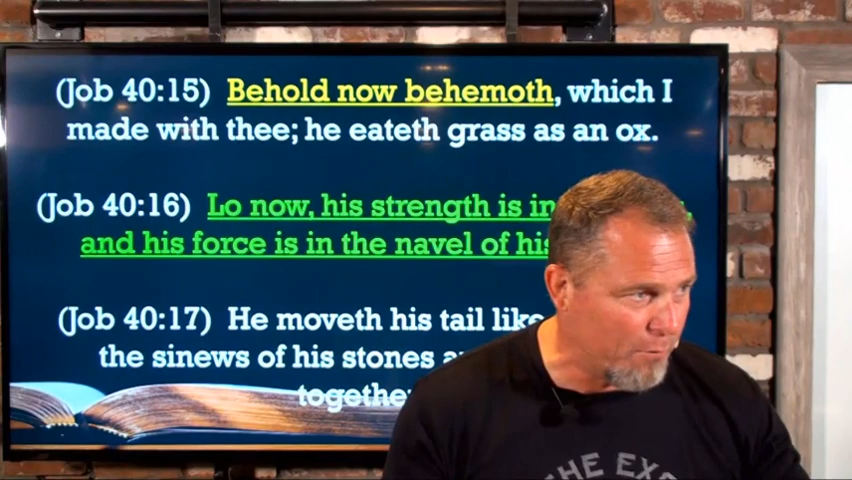 (Job 40:15) Behold now behemoth, which I
made with thee; he eateth grass as an ox.
(Job 40:16) Lo now, his strength is in
and his force is in the navel of his
(Job 40:17) He moveth his tail like
the sinews of his stones
together
THE